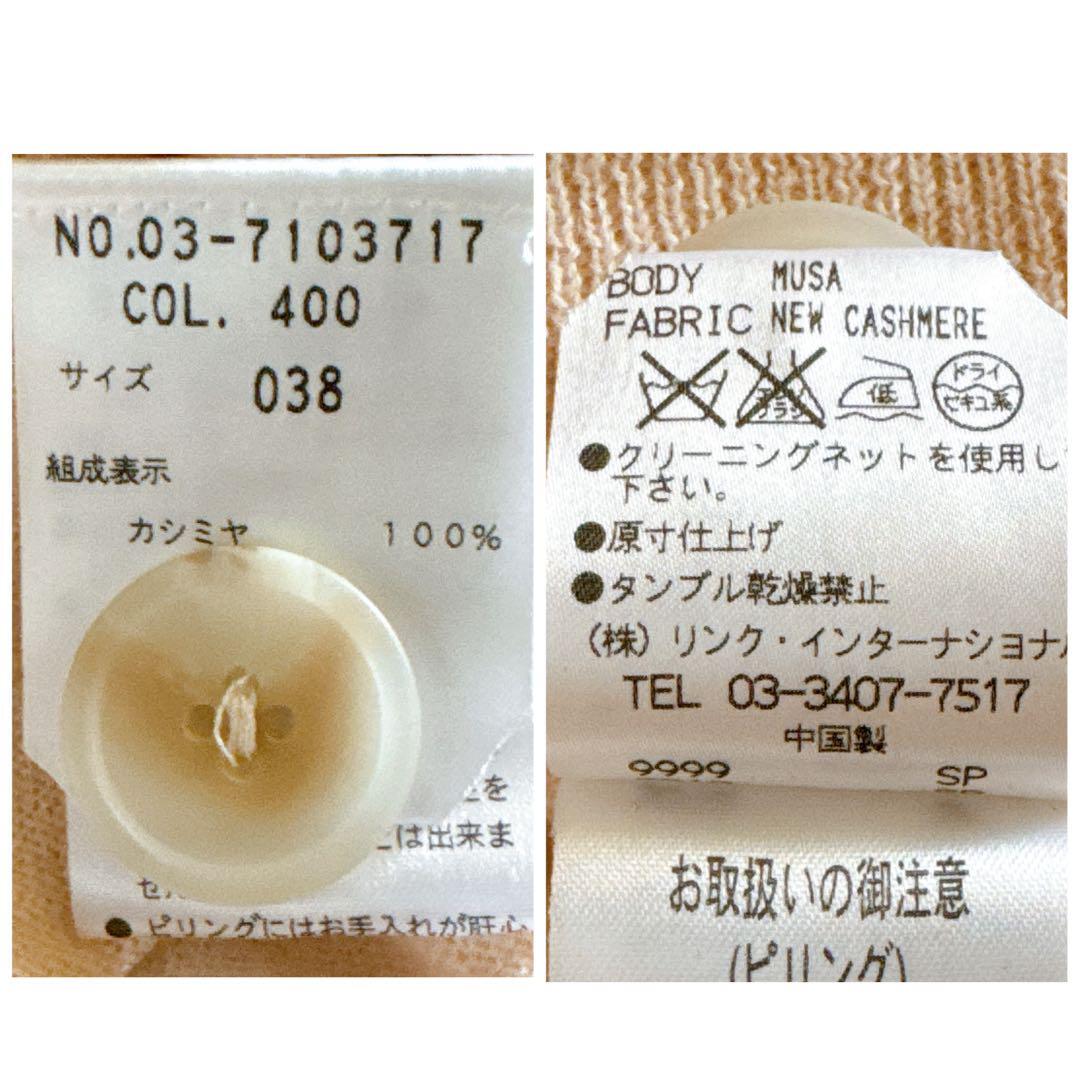 NO.03-7103717
COL. 400
サイズ 038
組成表示
カシミヤ 100%
を
は出来ま
せ
● ピリングにはお手入れが肝心
BODY MUSA
FABRIC NEW CASHMERE
低 ドライ セキユ系
●クリーニングネットを使用し
下さい。
●原寸仕上げ
●タンブル乾燥禁止
(株)リンク・インターナショナル
TEL 03-3407-7517
中国製
9999 SP
お取扱いの御注意
(ピリング)